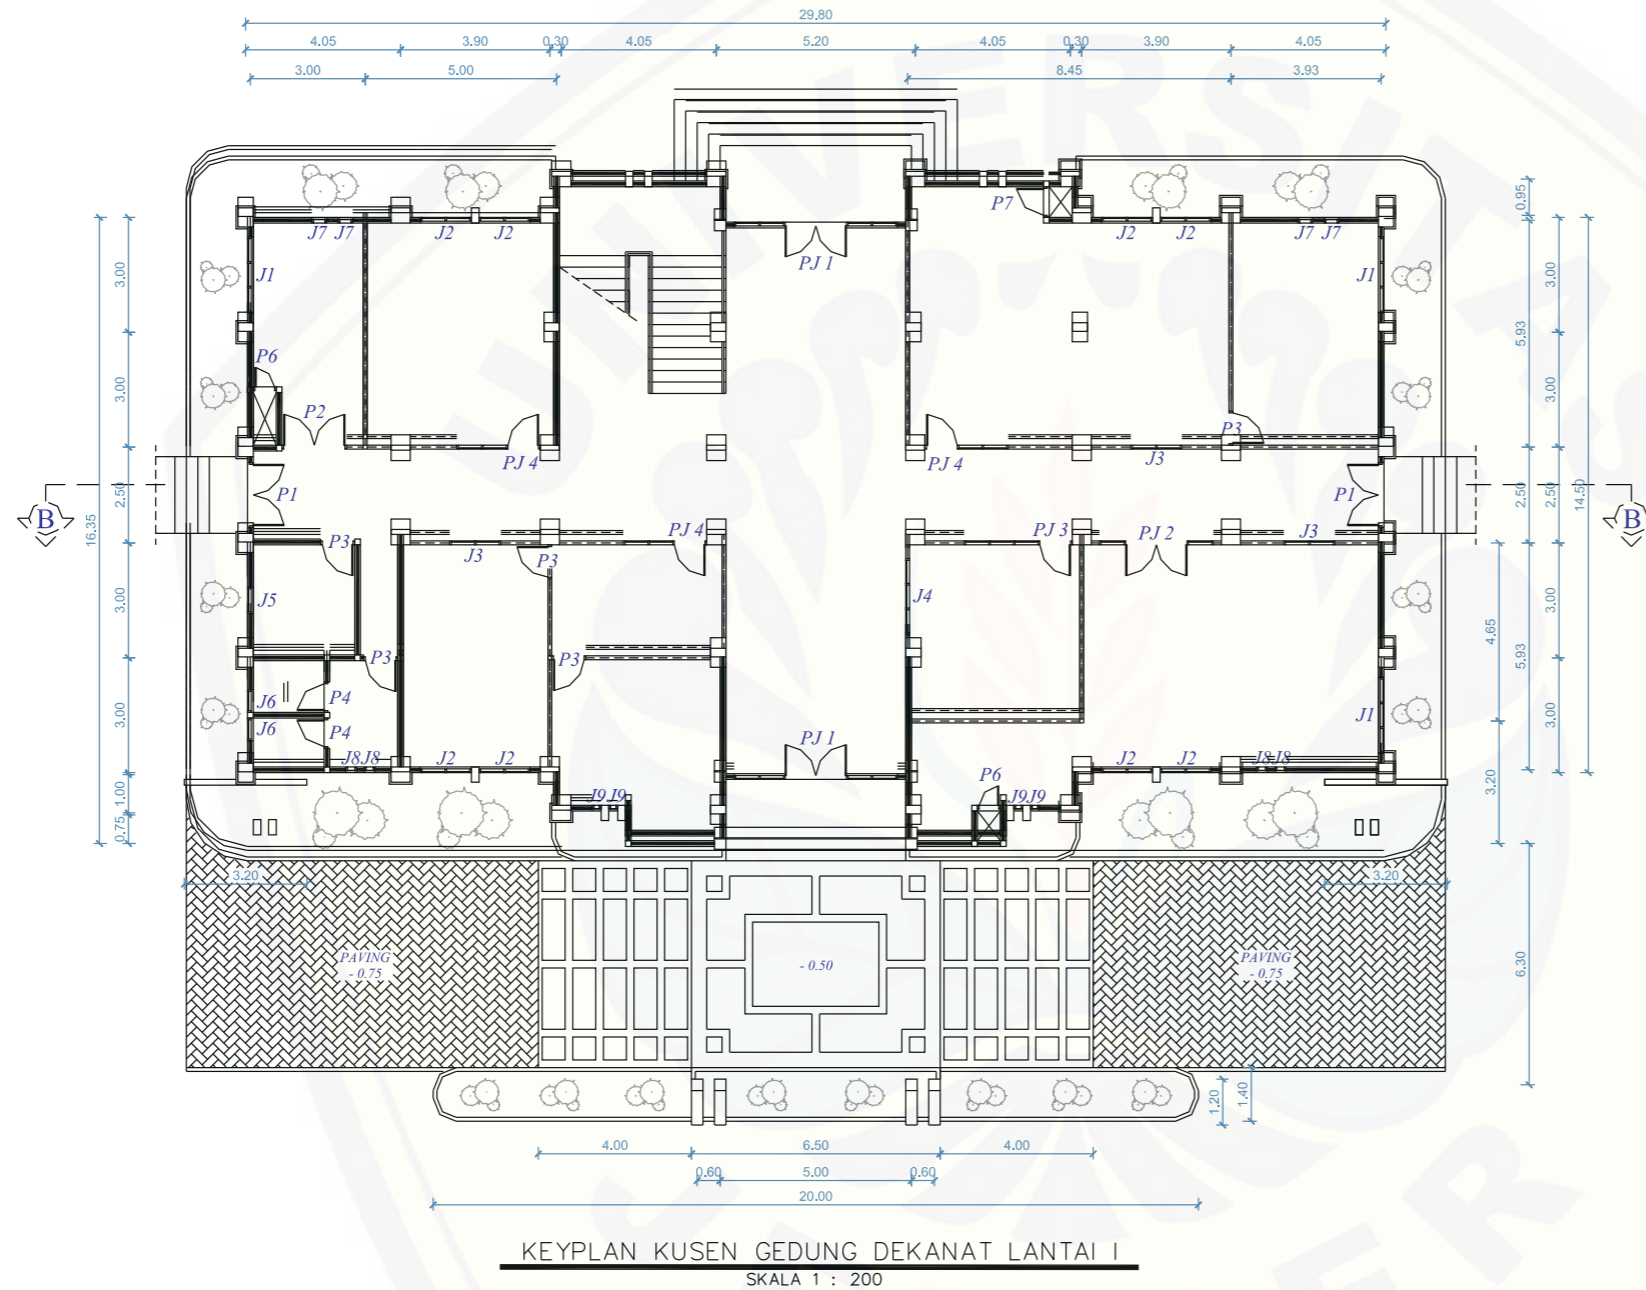 29.80
4.05 3.90 0.30 4.05 5.20 4.05 0.30 3.90 4.05
3.00 5.00 8.45 3.93
UNIVERSITAS
P7
0.95
J7 J7 J2 J2 J2 J2 J7 J7
PJ 1
J1 J1
3.00 3.00 3.00
5.93
P6
3.00 3.00
P2 P3
PJ 4 PJ 4 J3
P1 P1
B B
16.35 2.50 2.50 2.50 14.50
P3 J3 P3 PJ 4 PJ 3 PJ 2 J3
J5 J4
3.00 3.00
4.65
5.93
P3 P3
J6 P4
3.00 J1 3.00
J6 P4
PJ 1
J8 J8 J2 J2 J2 J2 J8 J8
P6
3.20
1.00 J9 J9 J9 J9
0.75
3.20 3.20
PAVING
- 0.75
- 0.50
PAVING
- 0.75
6.30
1.20 1.40
4.00 6.50 4.00
0.60 5.00 0.60
20.00
KEYPLAN KUSEN GEDUNG DEKANAT LANTAI I
SKALA 1 : 200